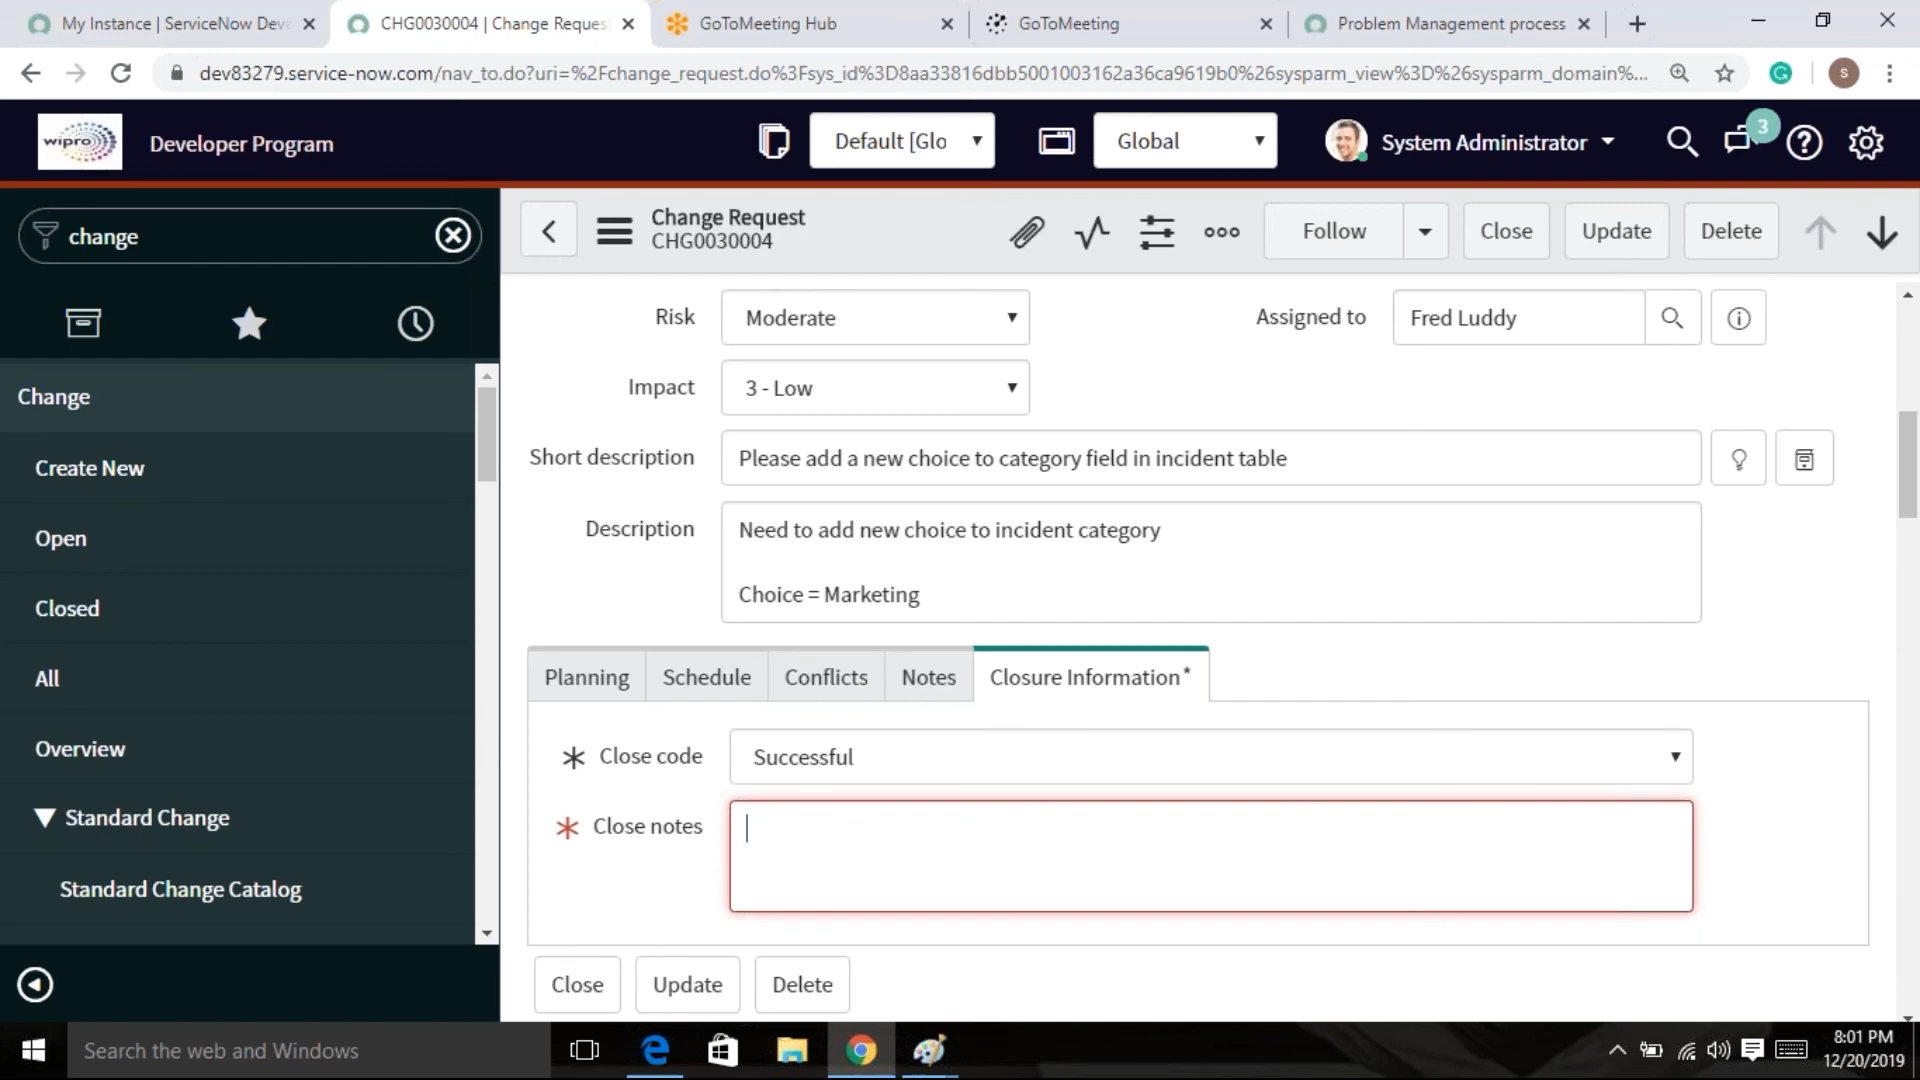 My Instance | ServiceNow Deve
CHG0030004 | Change Reques
GoToMeeting Hub
GoToMeeting
Problem Management process
dev83279.service-now.com/nav_to.do?uri=%2Fchange_request.do%3Fsys_id%3D8aa33816dbb5001003162a36ca9619b0%26sysparm_view%3D%26sysparm_domain%...
s
wipro
Developer Program
Default [Glo
Global
System Administrator
3
change
Change Request
CHG0030004
Follow
Close
Update
Delete
Change
Create New
Open
Closed
All
Overview
Standard Change
Standard Change Catalog
Risk
Moderate
Assigned to
Fred Luddy
Impact
3 - Low
Short description
Please add a new choice to category field in incident table
Description
Need to add new choice to incident category
Choice = Marketing
Planning
Schedule
Conflicts
Notes
Closure Information*
Close code
Successful
Close notes
Close
Update
Delete
Search the web and Windows
8:01 PM
12/20/2019